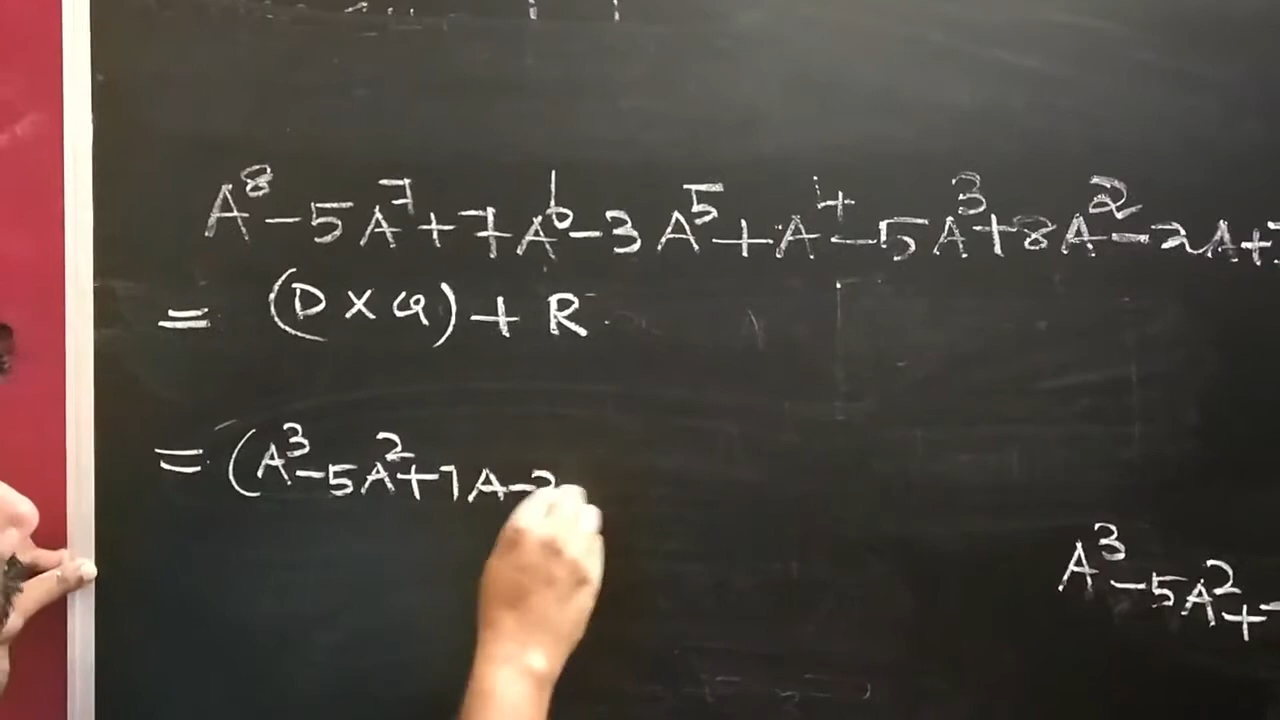 A⁸-5A⁷+7A⁶-3A⁵+A⁴-5A³+8A²-2A+
= (D×Q)+R
= (A³-5A²+7A-3
A³-5A²+